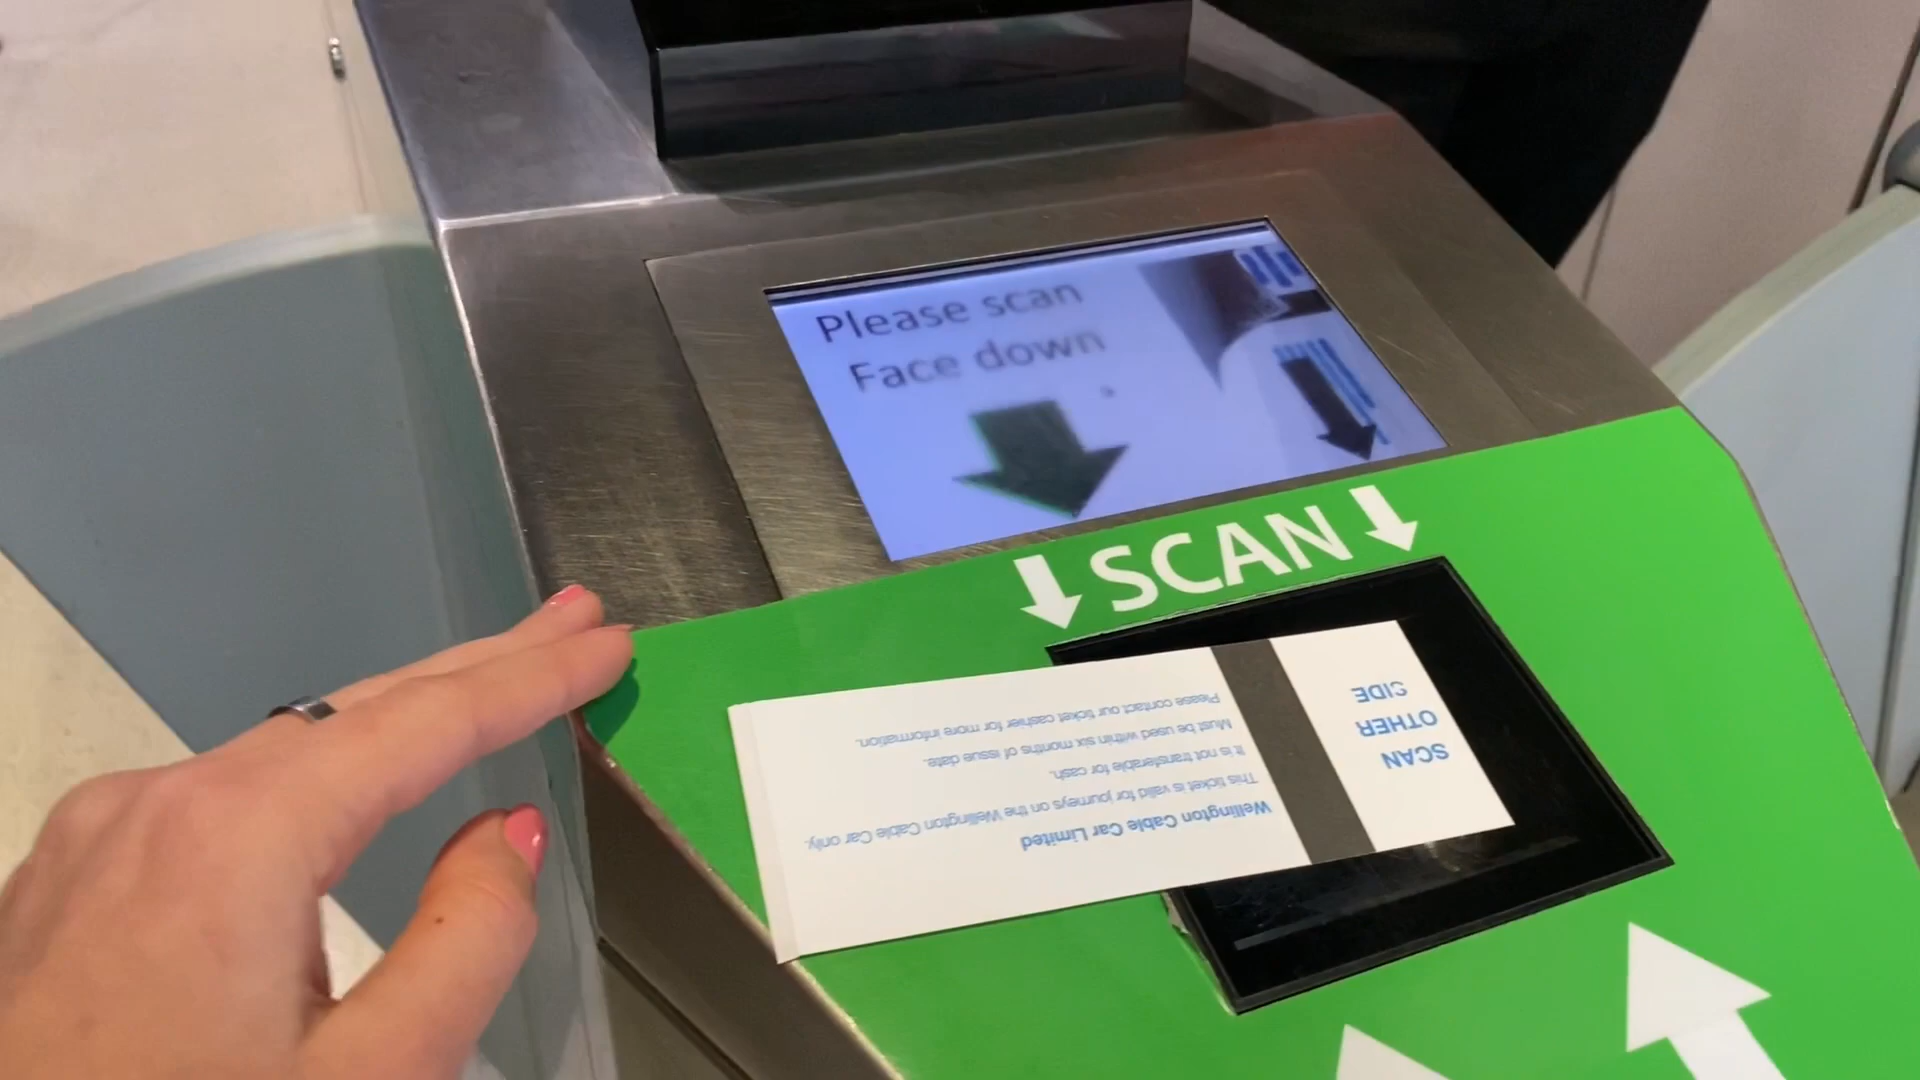 Please scan
Face down
SCAN
SCAN
OTHER
SIDE
Wellington Cable Car Limited
This ticket is valid for journeys on the Wellington Cable Car only.
It is not transferable for cash.
Must be used within six months of issue date.
Please contact our ticket cashier for more information.